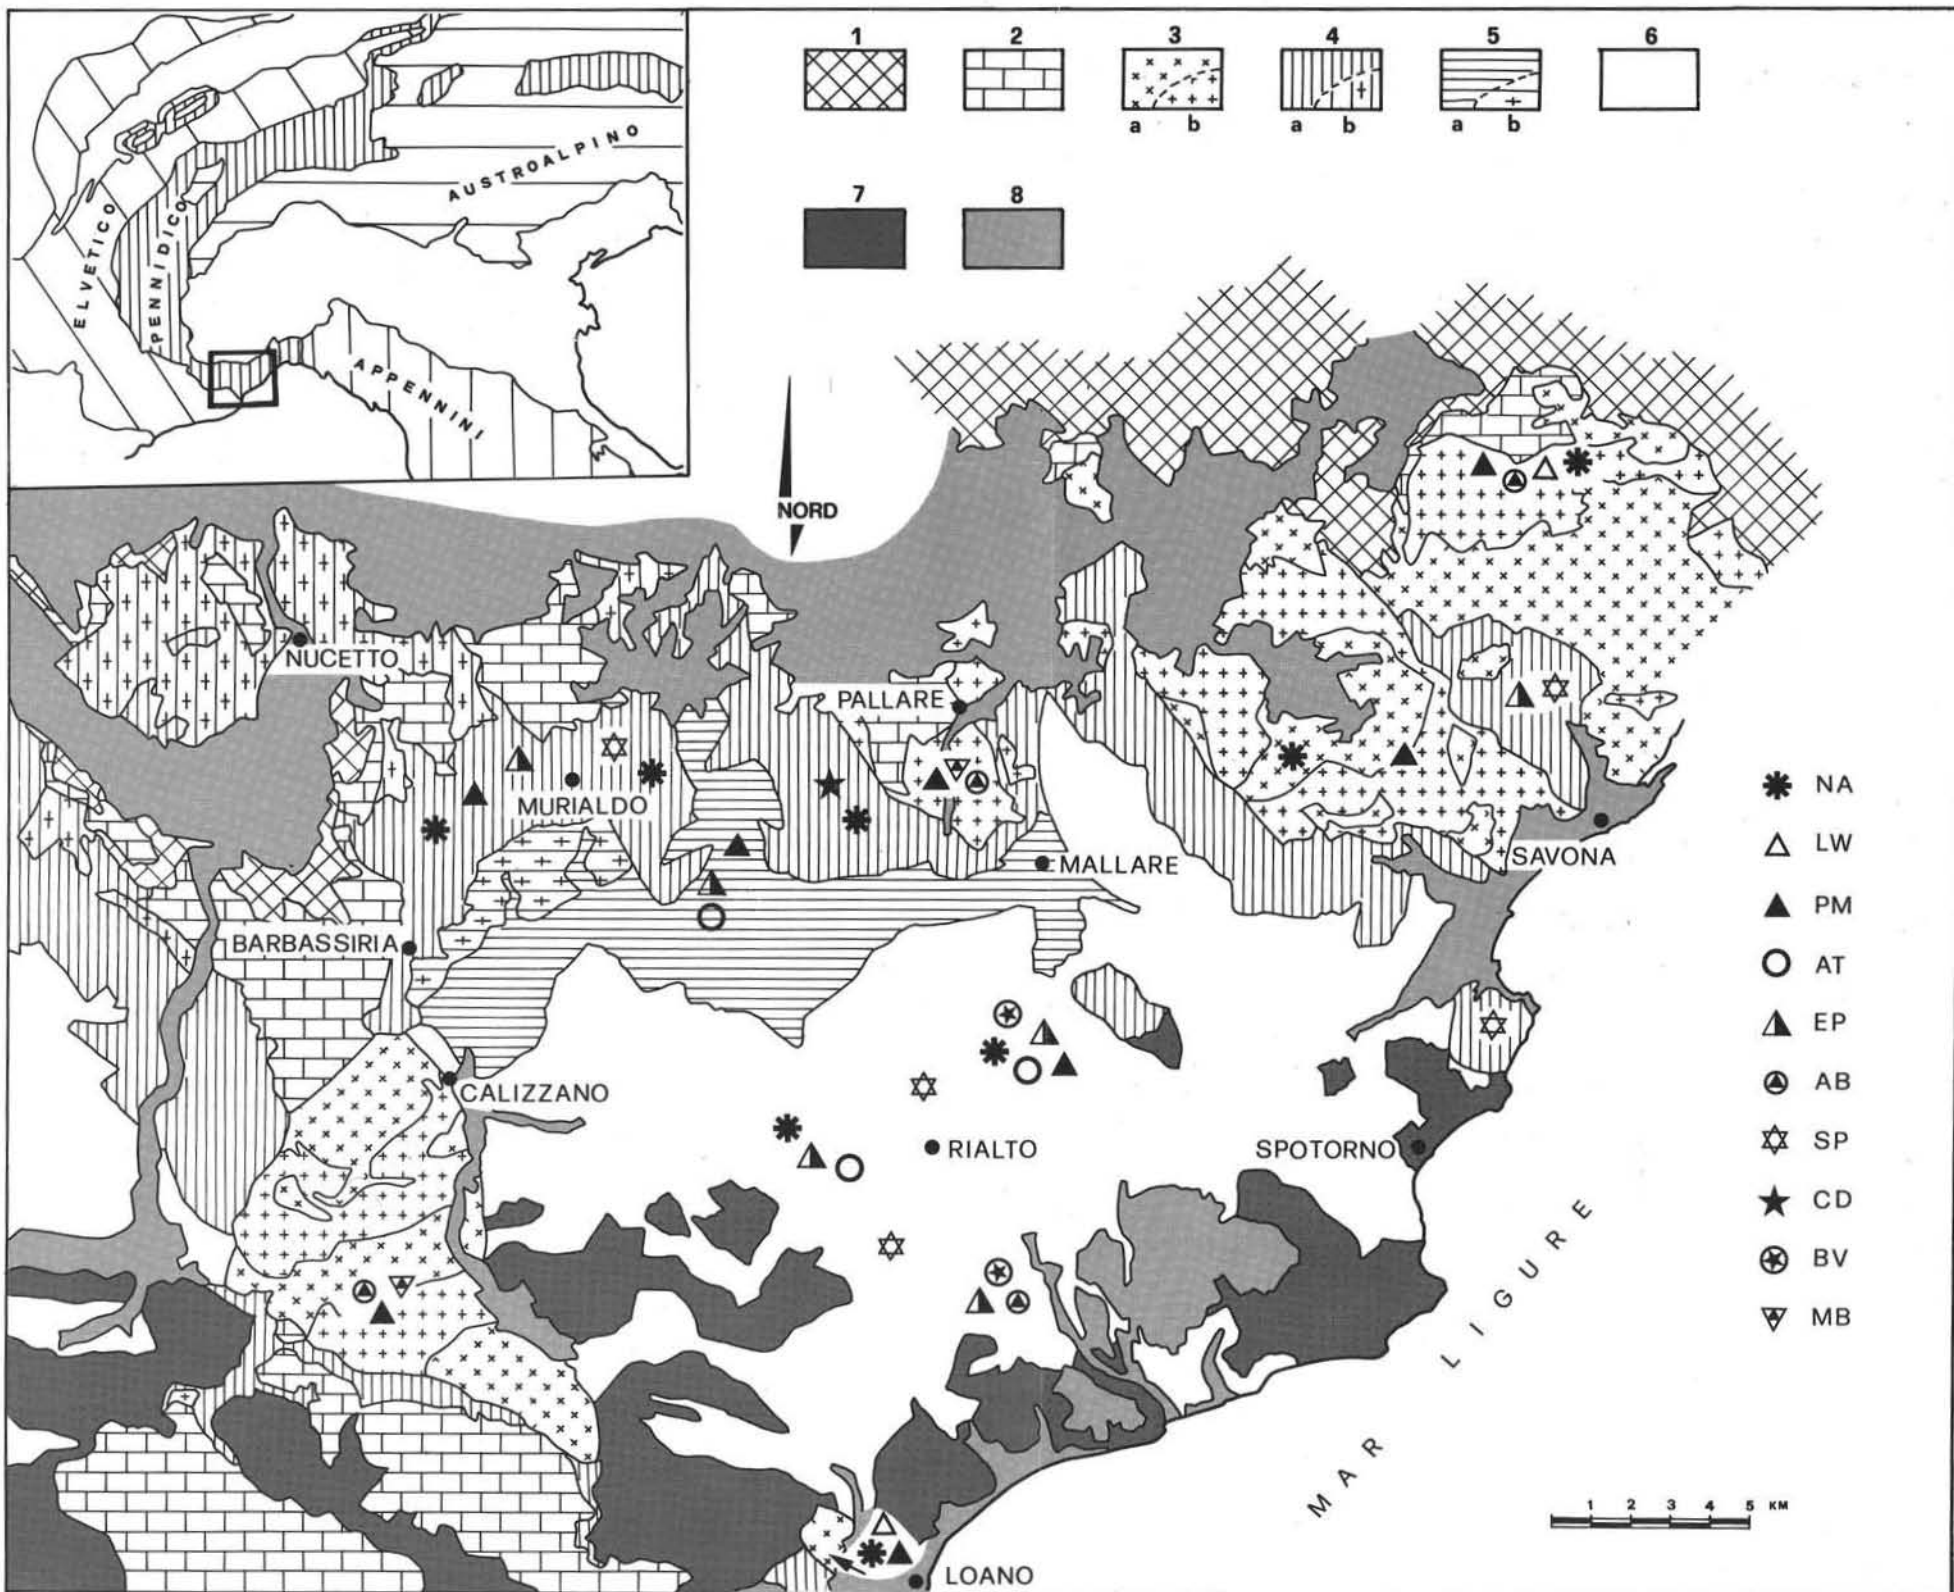 1 2 3 4 5 6
a b a b a b
7 8
AUSTROALPINO
ELVETICO
PENNIDICO
APPENNINI
NORD
NUCETTO
PALLARE
MURIALDO
MALLARE
SAVONA
BARBASSIRIA
CALIZZANO
RIALTO
SPOTORNO
LOANO
MAR LIGURE
NA
LW
PM
AT
EP
AB
SP
CD
BV
MB
1 2 3 4 5 KM